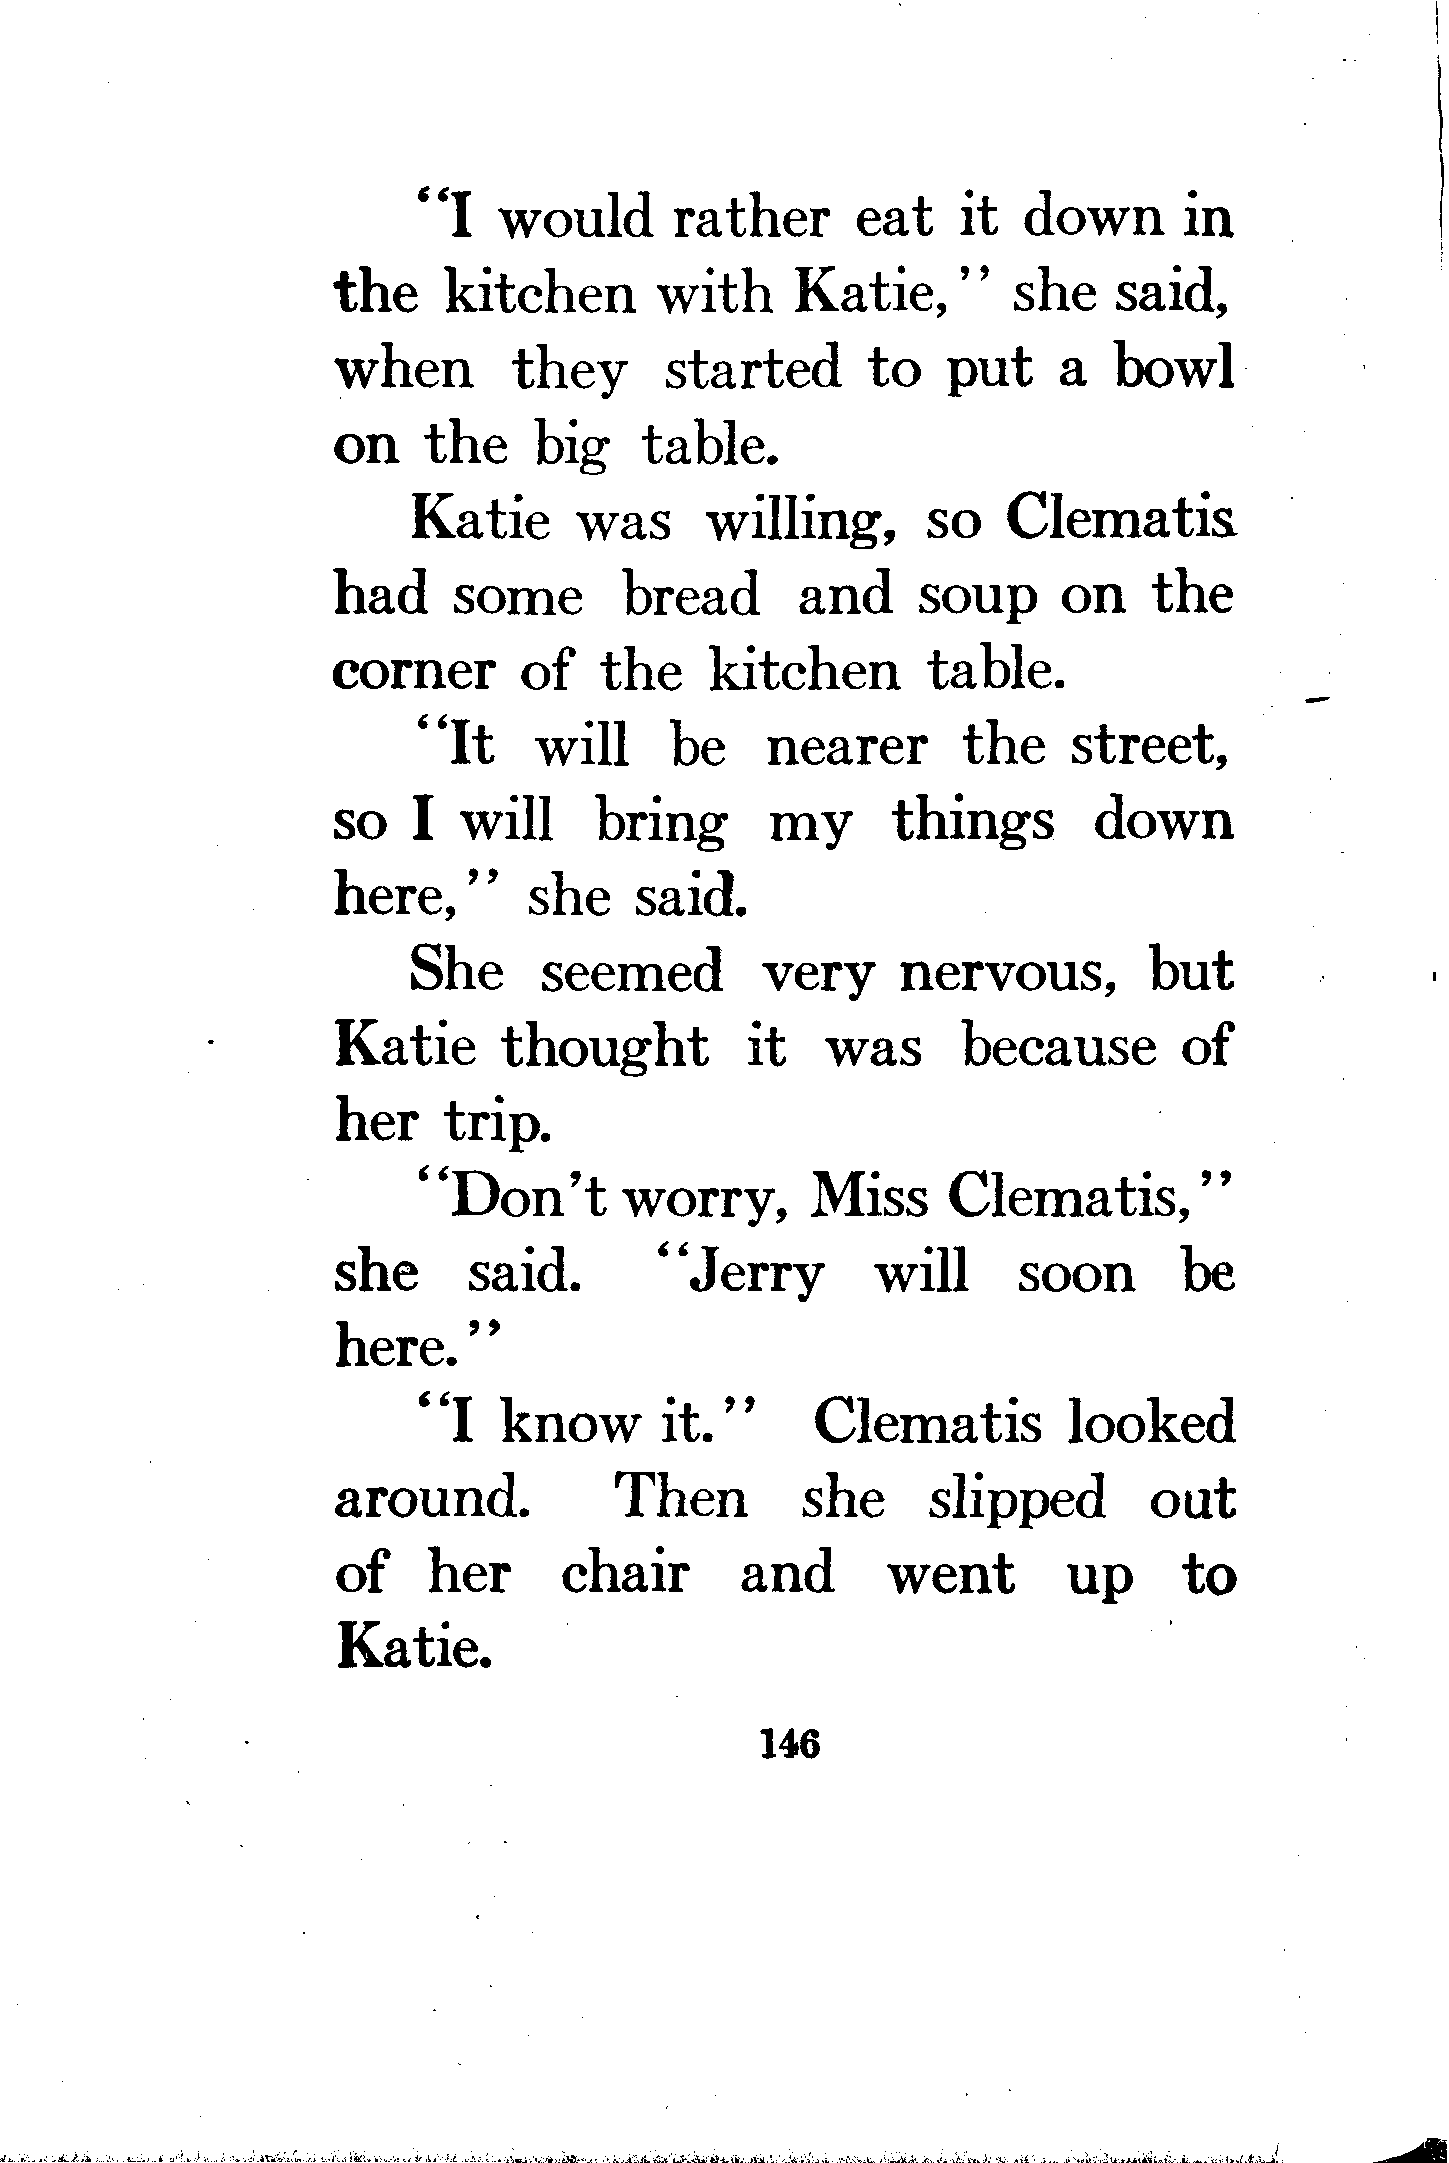 “I would rather eat it down in
the kitchen with Katie,” she said,
when they started to put a bowl
on the big table.
Katie was willing, so Clematis
had some bread and soup on the
corner of the kitchen table.
“It will be nearer the street,
so I will bring my things down
here,” she said.
She seemed very nervous, but
Katie thought it was because of
her trip.
“Don’t worry, Miss Clematis,”
she said. “Jerry will soon be
here.”
“I know it.” Clematis looked
around. Then she slipped out
of her chair and went up to
Katie.
146